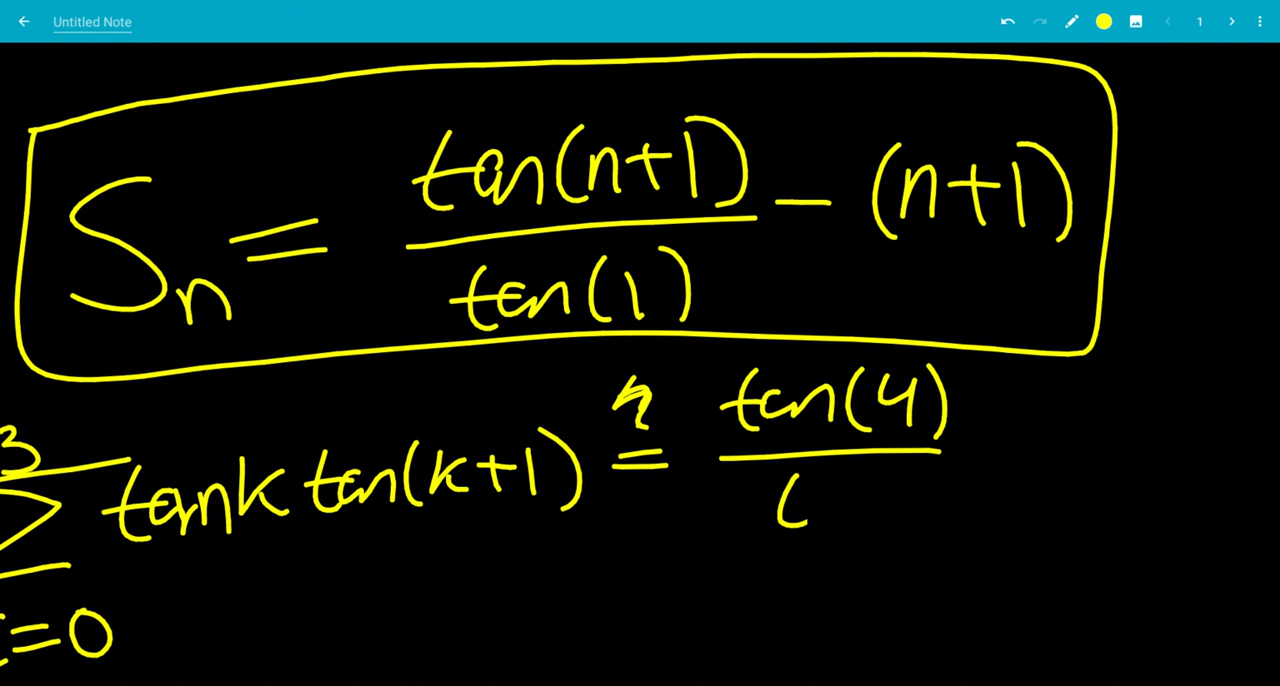 Untitled Note
1
Sn = tan(n+1)/tan(1) - (n+1)
3
∑ tank tan(k+1) ?= tan(4)/(
=0